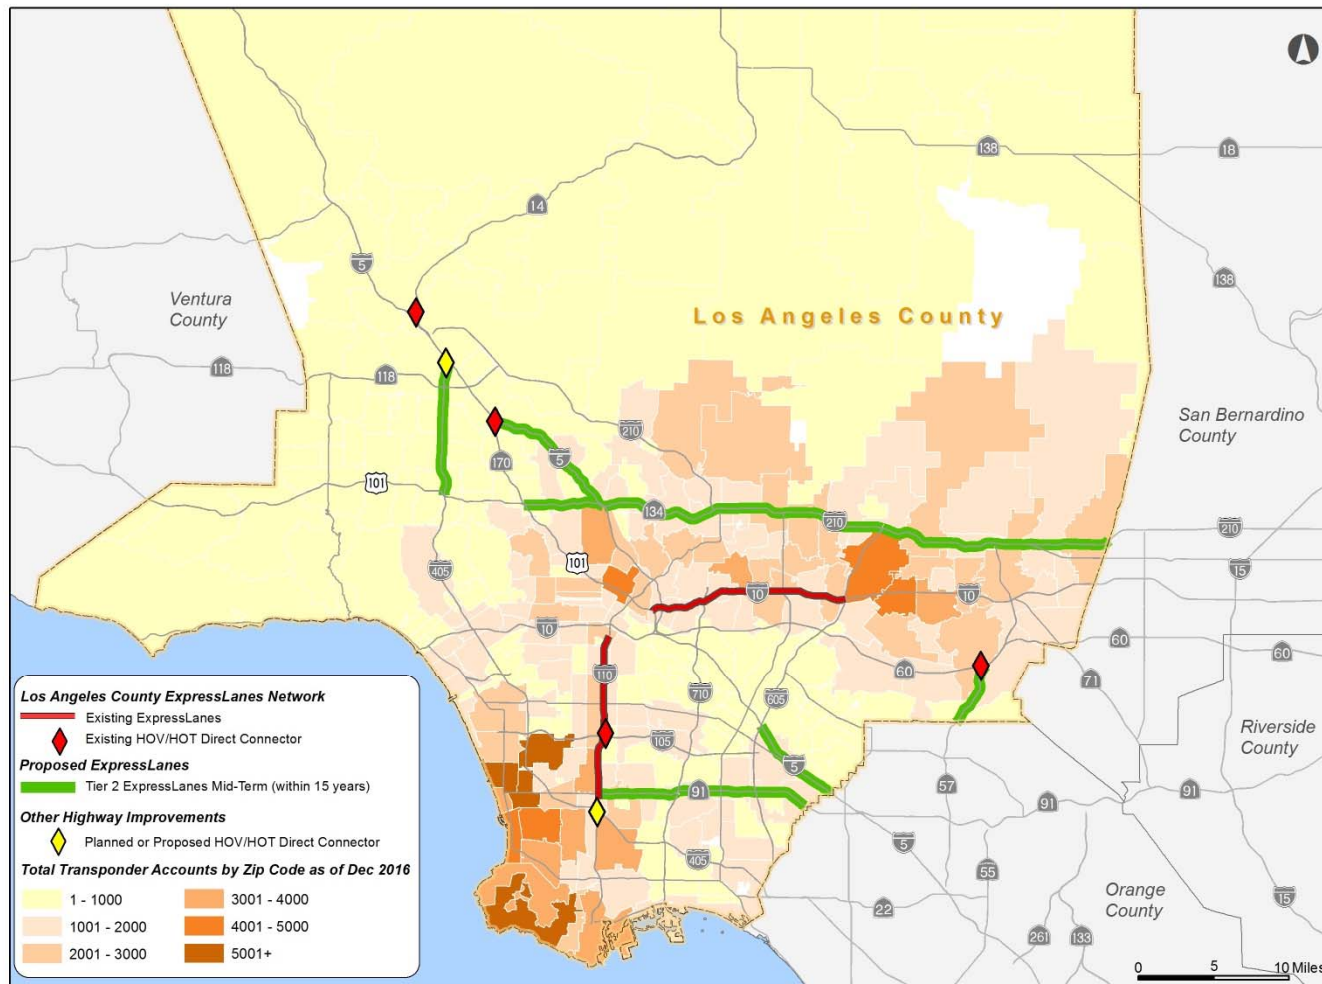 138
18
14
5
138
Ventura
County
Los Angeles County
118
118
San Bernardino
County
210
170
5
101
134
210
210
101
15
405
10
10
10
60
60
110
60
71
710
605
105
Riverside
County
5
57
91
91
91
405
5
55
22
Orange
County
15
261
133
Los Angeles County ExpressLanes Network
Existing ExpressLanes
Existing HOV/HOT Direct Connector
Proposed ExpressLanes
Tier 2 ExpressLanes Mid-Term (within 15 years)
Other Highway Improvements
Planned or Proposed HOV/HOT Direct Connector
Total Transponder Accounts by Zip Code as of Dec 2016
1 - 1000
3001 - 4000
1001 - 2000
4001 - 5000
2001 - 3000
5001+
0 5 10 Miles